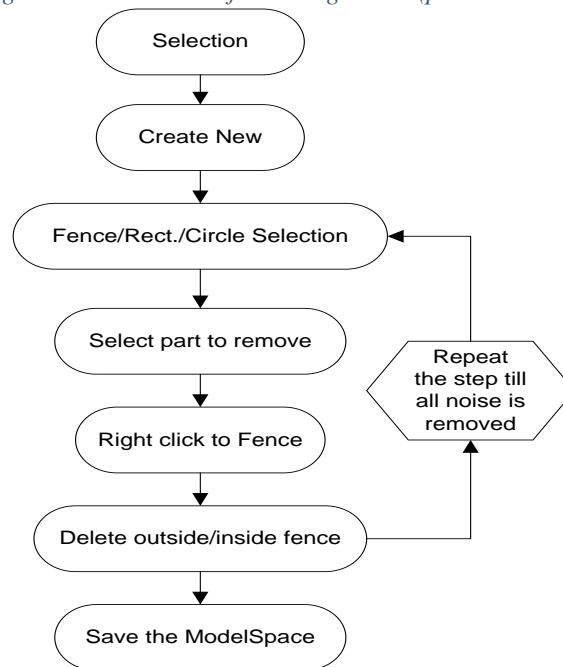 Selection
Create New
Fence/Rect./Circle Selection
Select part to remove
Repeat
the step till
all noise is
removed
Right click to Fence
Delete outside/inside fence
Save the ModelSpace